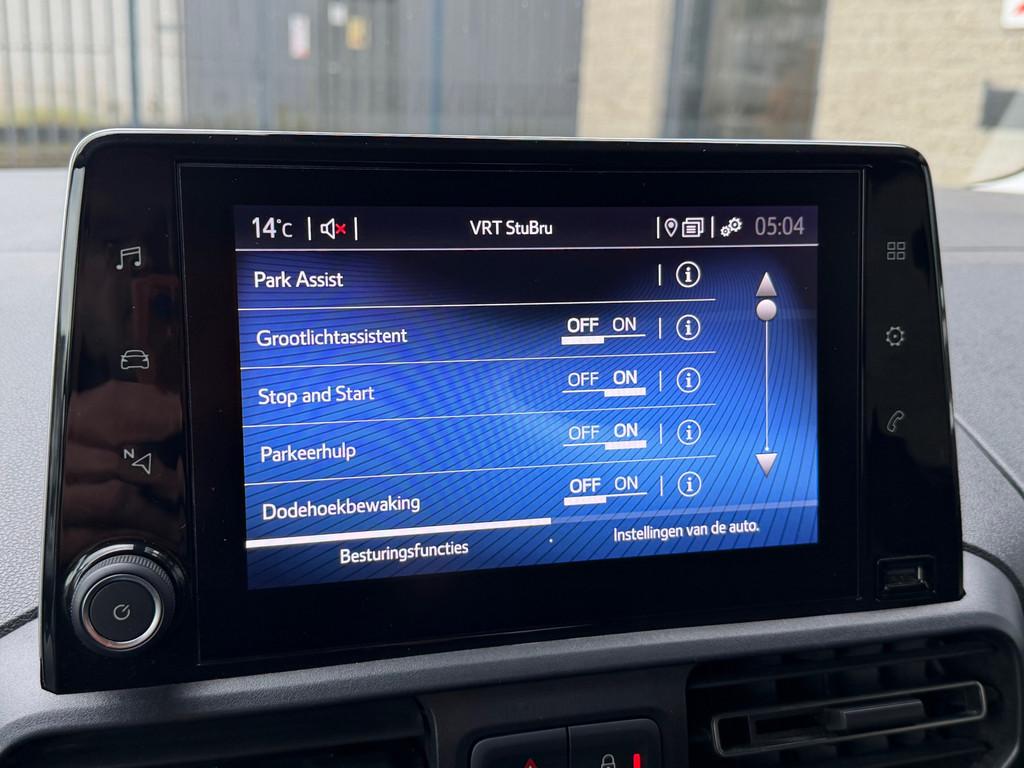 14°C VRT StuBru 05:04
Park Assist
Grootlichtassistent OFF ON
Stop and Start OFF ON
Parkeerhulp OFF ON
Dodehoekbewaking OFF ON
Besturingsfuncties Instellingen van de auto.
N